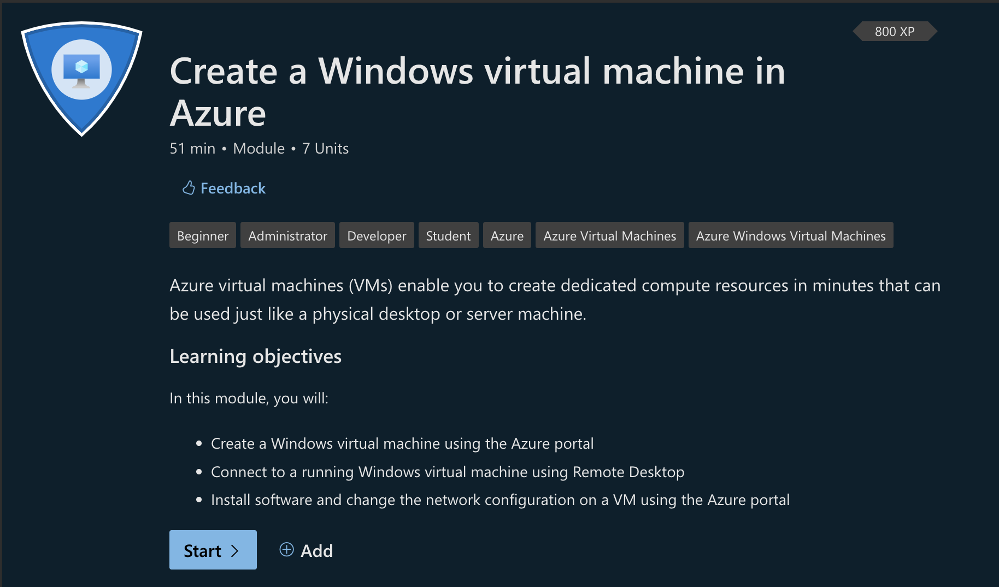 800 XP
Create a Windows virtual machine in
Azure
51 min • Module • 7 Units
Feedback
Beginner Administrator Developer Student Azure Azure Virtual Machines Azure Windows Virtual Machines
Azure virtual machines (VMs) enable you to create dedicated compute resources in minutes that can
be used just like a physical desktop or server machine.
Learning objectives
In this module, you will:
• Create a Windows virtual machine using the Azure portal
• Connect to a running Windows virtual machine using Remote Desktop
• Install software and change the network configuration on a VM using the Azure portal
Start > Add